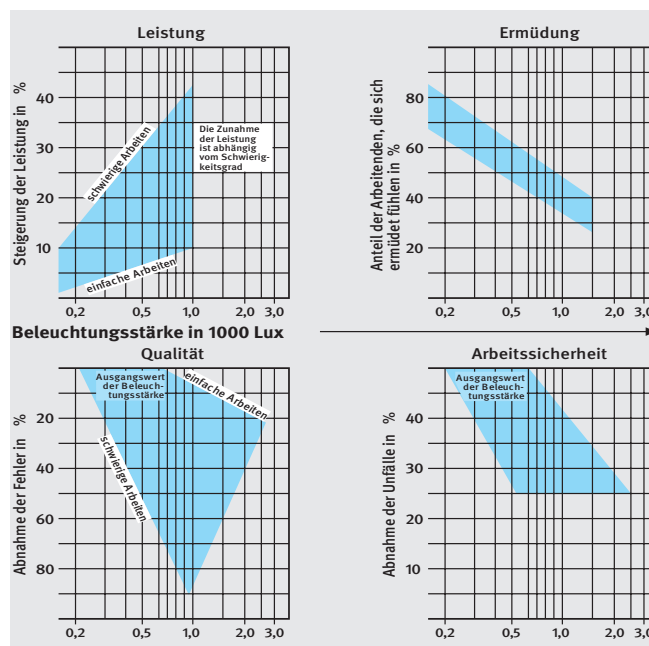 Leistung
Steigerung der Leistung in %
40
30
20
10
schwierige Arbeiten
einfache Arbeiten
Die Zunahme
der Leistung
ist abhängig
vom Schwierig-
keitsgrad
0,2 0,5 1,0 2,0 3,0
Ermüdung
Anteil der Arbeitenden, die sich
ermüdet fühlen in %
80
60
40
20
0,2 0,5 1,0 2,0 3,0
Beleuchtungsstärke in 1000 Lux
Qualität
Abnahme der Fehler in %
20
40
60
80
Ausgangswert
der Beleuch-
tungsstärke
einfache Arbeiten
schwierige Arbeiten
0,2 0,5 1,0 2,0 3,0
Arbeitssicherheit
Abnahme der Unfälle in %
40
30
20
10
Ausgangswert
der Beleuch-
tungsstärke
0,2 0,5 1,0 2,0 3,0